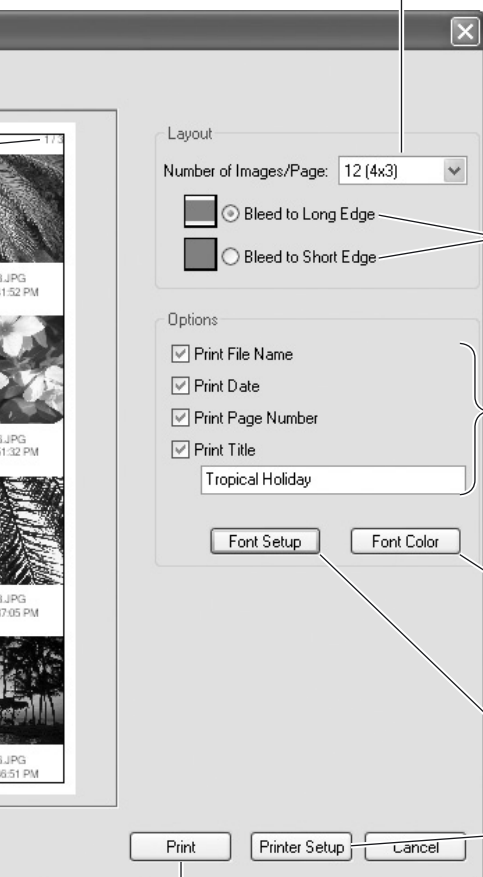 1/3
Layout
Number of Images/Page: 12 (4x3)
Bleed to Long Edge
Bleed to Short Edge
.JPG
1:52 PM
Options
Print File Name
Print Date
Print Page Number
Print Title
Tropical Holiday
.JPG
1:32 PM
Font Setup Font Color
.JPG
7:05 PM
.JPG
6:51 PM
Print Printer Setup Cancel